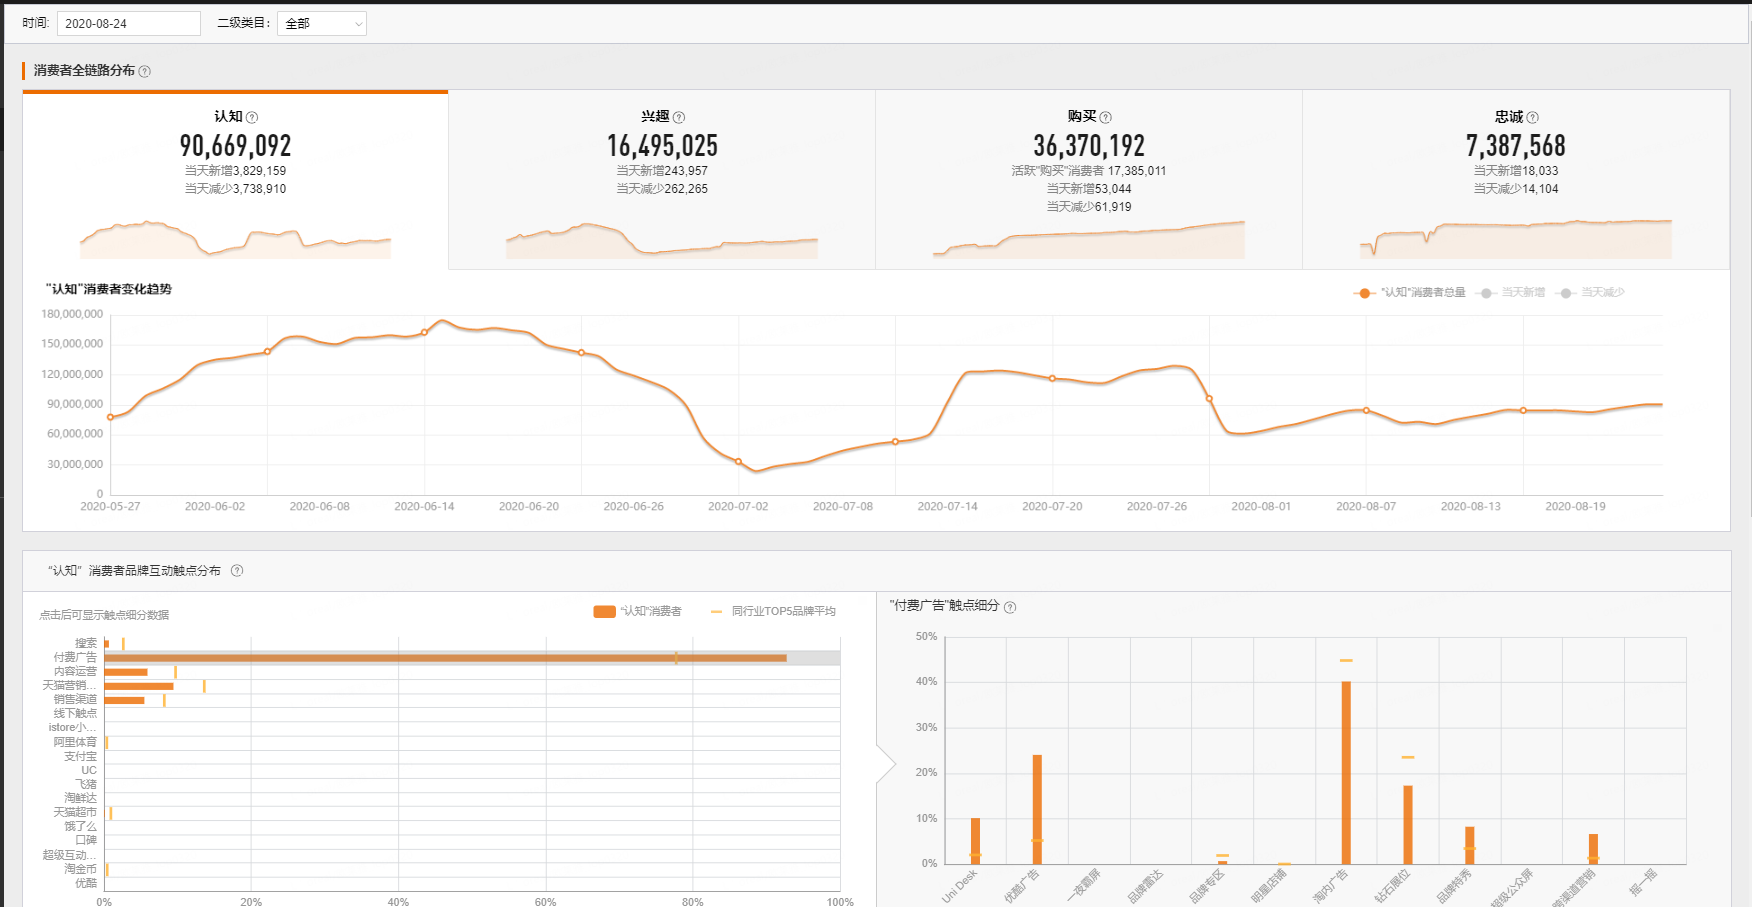 时间: 2020-08-24 二级类目: 全部
消费者全链路分布 ?
认知 ?
90,669,092
当天新增3,829,159
当天减少3,738,910
兴趣 ?
16,495,025
当天新增243,957
当天减少262,265
购买 ?
36,370,192
活跃"购买"消费者 17,385,011
当天新增53,044
当天减少61,919
忠诚 ?
7,387,568
当天新增18,033
当天减少14,104
"认知"消费者变化趋势
"认知"消费者总量 当天新增 当天减少
180,000,000
150,000,000
120,000,000
90,000,000
60,000,000
30,000,000
0
2020-05-27 2020-06-02 2020-06-08 2020-06-14 2020-06-20 2020-06-26 2020-07-02 2020-07-08 2020-07-14 2020-07-20 2020-07-26 2020-08-01 2020-08-07 2020-08-13 2020-08-19
"认知" 消费者品牌互动触点分布 ?
点击后可显示触点细分数据
"认知"消费者 同行业TOP5品牌平均
搜索
付费广告
内容运营
天猫营销...
销售渠道
线下触点
istore小...
阿里体育
支付宝
UC
飞猪
淘鲜达
天猫超市
饿了么
口碑
超级互动...
淘金币
优酷
0% 20% 40% 60% 80% 100%
"付费广告"触点细分 ?
50%
40%
30%
20%
10%
0%
Uni Desk
优酷广告
一夜霸屏
品牌雷达
品牌专区
明星店铺
淘内广告
钻石展位
品牌特秀
超级公众屏
跨渠道营销
摇一摇